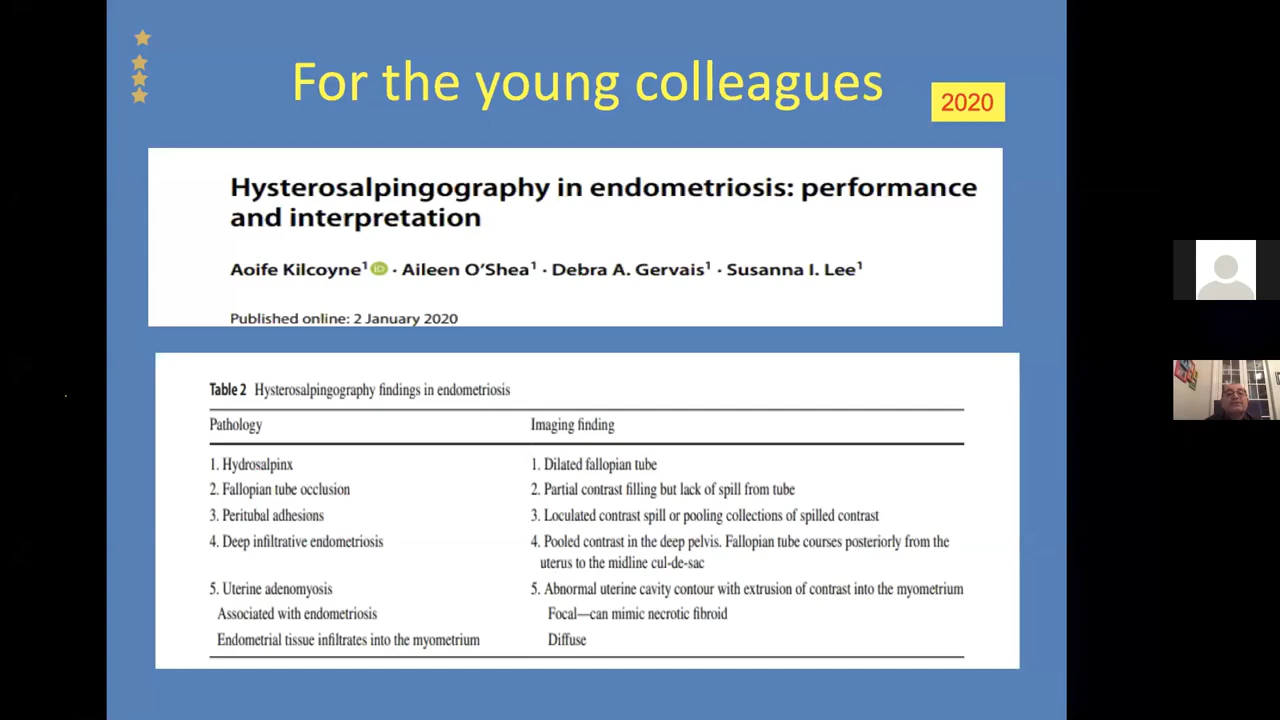 For the young colleagues
2020
Hysterosalpingography in endometriosis: performance
and interpretation
Aoife Kilcoyne¹ iD · Aileen O'Shea¹ · Debra A. Gervais¹ · Susanna I. Lee¹
Published online: 2 January 2020
Table 2 Hysterosalpingography findings in endometriosis
Pathology Imaging finding
1. Hydrosalpinx 1. Dilated fallopian tube
2. Fallopian tube occlusion 2. Partial contrast filling but lack of spill from tube
3. Peritubal adhesions 3. Loculated contrast spill or pooling collections of spilled contrast
4. Deep infiltrative endometriosis 4. Pooled contrast in the deep pelvis. Fallopian tube courses posteriorly from the
uterus to the midline cul-de-sac
5. Uterine adenomyosis 5. Abnormal uterine cavity contour with extrusion of contrast into the myometrium
Associated with endometriosis Focal—can mimic necrotic fibroid
Endometrial tissue infiltrates into the myometrium Diffuse